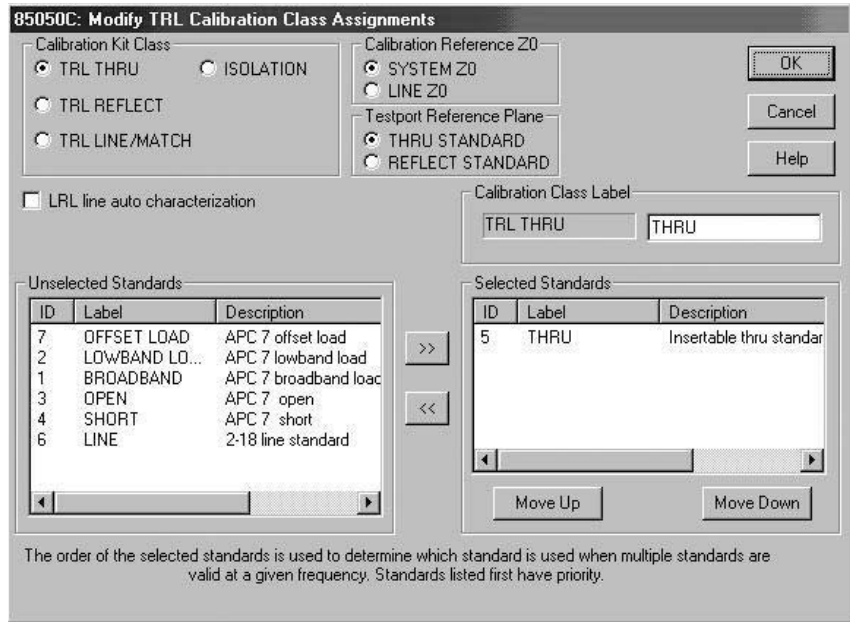 85050C: Modify TRL Calibration Class Assignments
Calibration Kit Class
TRL THRU
ISOLATION
TRL REFLECT
TRL LINE/MATCH
Calibration Reference Z0
SYSTEM Z0
LINE Z0
Testport Reference Plane
THRU STANDARD
REFLECT STANDARD
OK
Cancel
Help
LRL line auto characterization
Calibration Class Label
TRL THRU
THRU
Unselected Standards
ID Label Description
7 OFFSET LOAD APC 7 offset load
2 LOWBAND LO... APC 7 lowband load
1 BROADBAND APC 7 broadband load
3 OPEN APC 7 open
4 SHORT APC 7 short
6 LINE 2-18 line standard
>>
<<
Selected Standards
ID Label Description
5 THRU Insertable thru standar
Move Up
Move Down
The order of the selected standards is used to determine which standard is used when multiple standards are
valid at a given frequency. Standards listed first have priority.